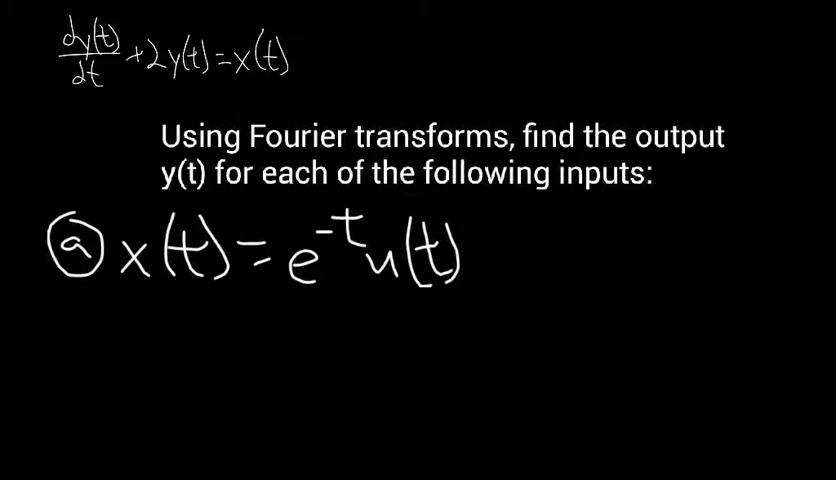 dy(t)/dt + 2y(t) = x(t)
Using Fourier transforms, find the output
y(t) for each of the following inputs:
ⓐ x(t) = e^{-t} u(t)